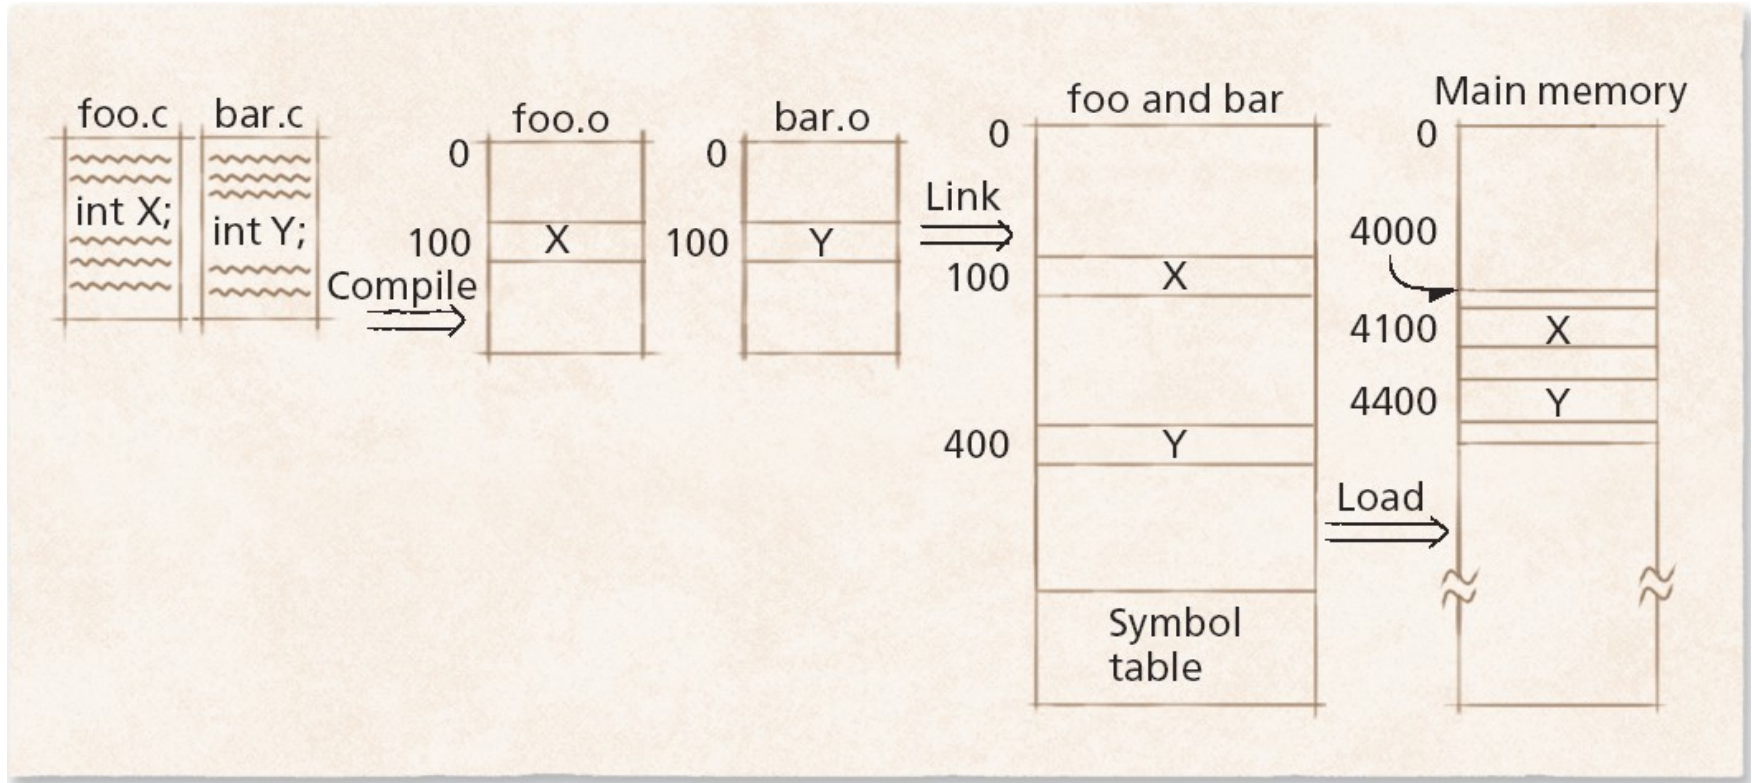 foo.c
bar.c
int X;
int Y;
Compile
foo.o
0
100
X
bar.o
0
100
Y
Link
foo and bar
0
100
X
400
Y
Symbol
table
Load
Main memory
0
4000
4100
X
4400
Y